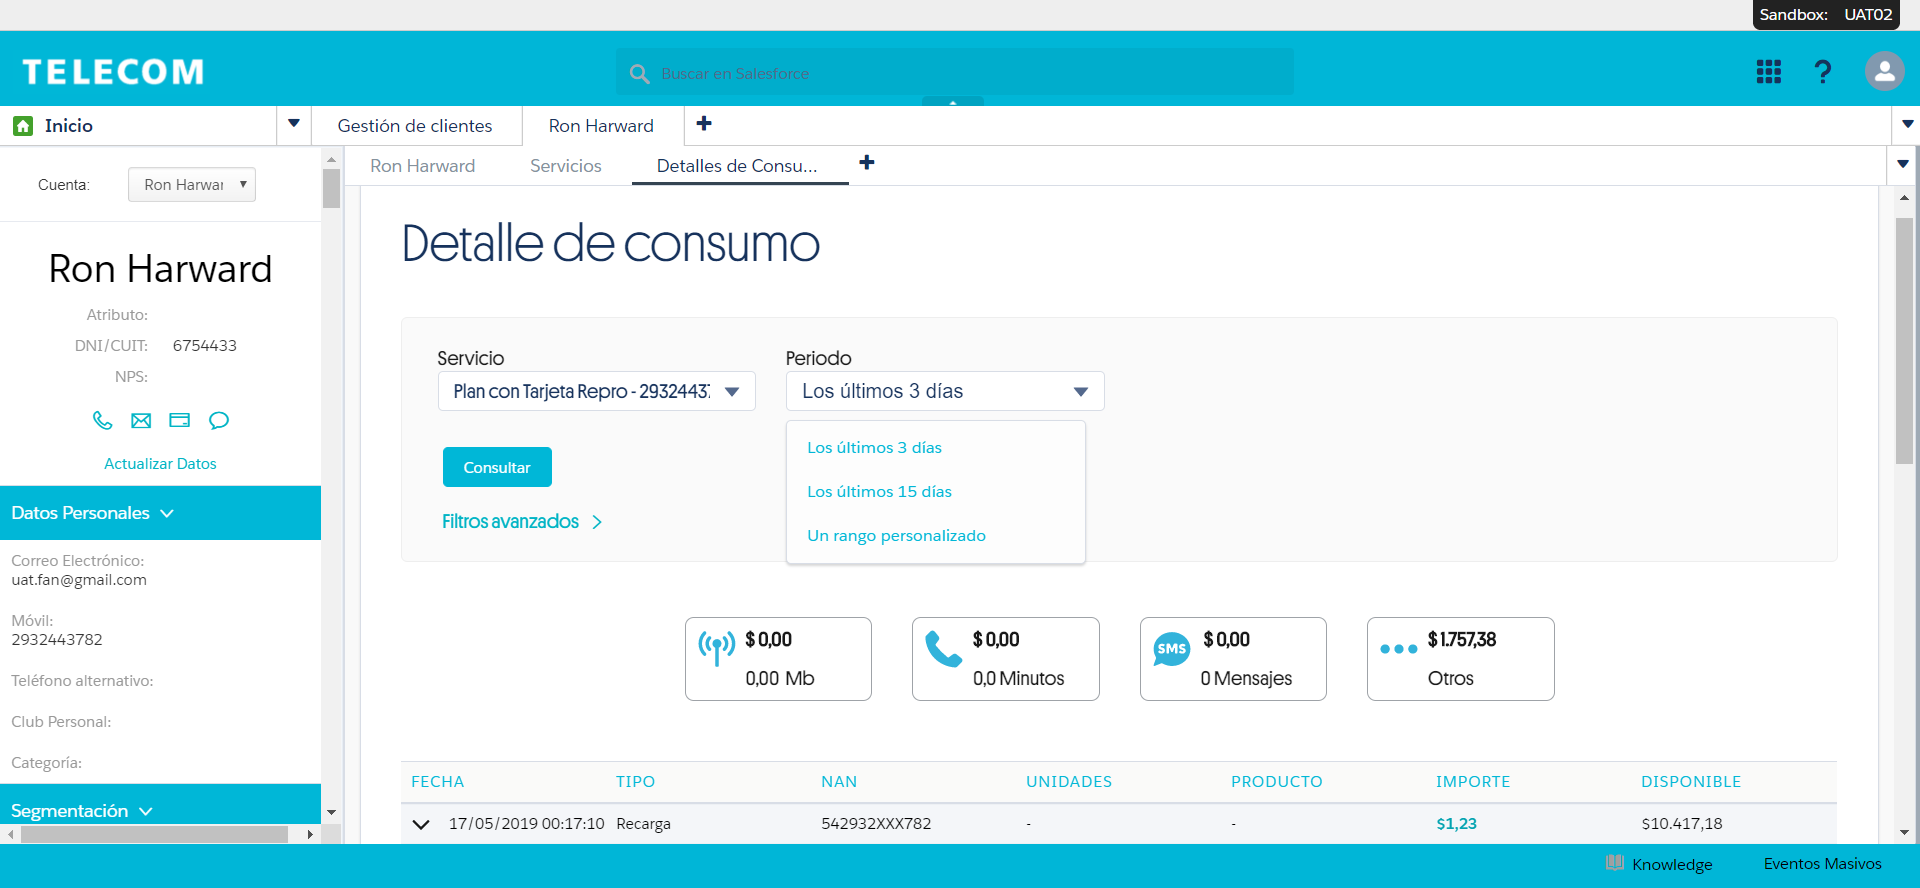 Sandbox: UAT02
TELECOM
Buscar en Salesforce
Inicio
Gestión de clientes
Ron Harward
Ron Harward
Servicios
Detalles de Consu...
Cuenta:
Ron Harwar
Ron Harward
Atributo:
DNI/CUIT: 6754433
NPS:
Actualizar Datos
Datos Personales
Correo Electrónico:
uat.fan@gmail.com
Móvil:
2932443782
Teléfono alternativo:
Club Personal:
Categoría:
Segmentación
Detalle de consumo
Servicio
Plan con Tarjeta Repro - 29324437
Periodo
Los últimos 3 días
Los últimos 3 días
Los últimos 15 días
Un rango personalizado
Consultar
Filtros avanzados
$ 0,00
0,00 Mb
$ 0,00
0,0 Minutos
SMS
$ 0,00
0 Mensajes
$ 1.757,38
Otros
FECHA TIPO NAN UNIDADES PRODUCTO IMPORTE DISPONIBLE
17/05/2019 00:17:10 Recarga 542932XXX782 - - $1,23 $10.417,18
Knowledge
Eventos Masivos